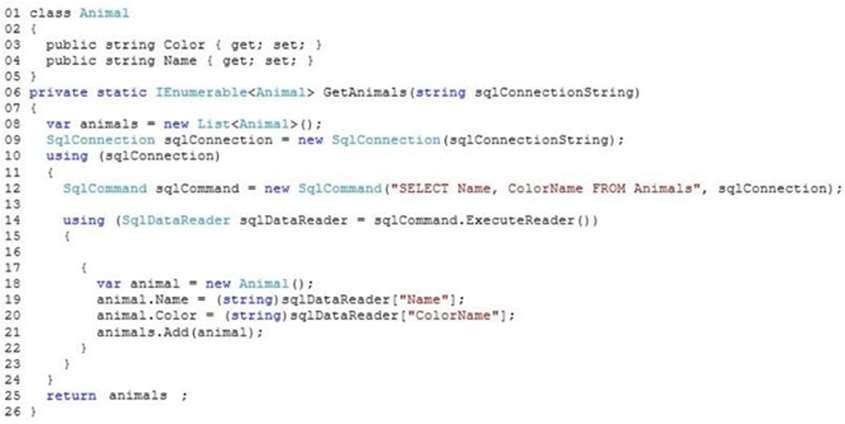 01 class Animal
02 {
03 public string Color { get; set; }
04 public string Name { get; set; }
05 }
06 private static IEnumerable<Animal> GetAnimals(string sqlConnectionString)
07 {
08 var animals = new List<Animal>();
09 SqlConnection sqlConnection = new SqlConnection(sqlConnectionString);
10 using (sqlConnection)
11 {
12 SqlCommand sqlCommand = new SqlCommand("SELECT Name, ColorName FROM Animals", sqlConnection);
13
14 using (SqlDataReader sqlDataReader = sqlCommand.ExecuteReader())
15 {
16
17 {
18 var animal = new Animal();
19 animal.Name = (string)sqlDataReader["Name"];
20 animal.Color = (string)sqlDataReader["ColorName"];
21 animals.Add(animal);
22 }
23 }
24 }
25 return animals ;
26 }